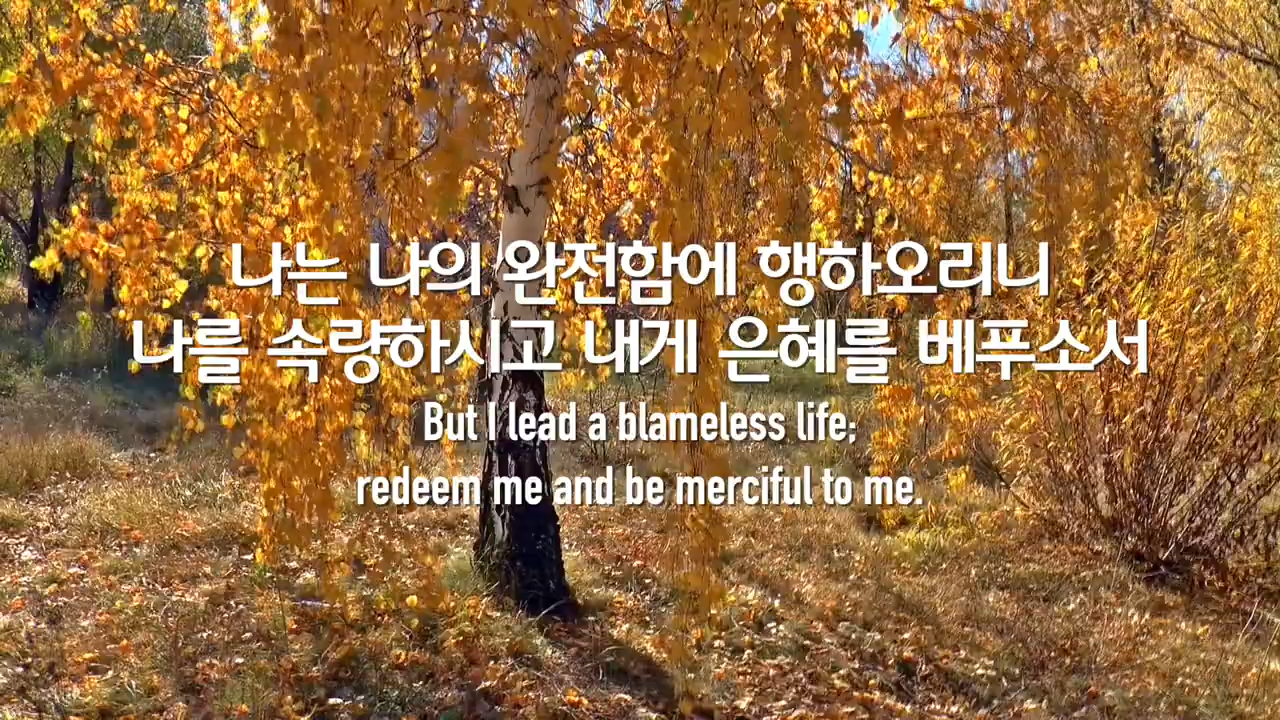 나는 나의 완전함에 행하오리니
나를 속량하시고 내게 은혜를 베푸소서
But I lead a blameless life;
redeem me and be merciful to me.